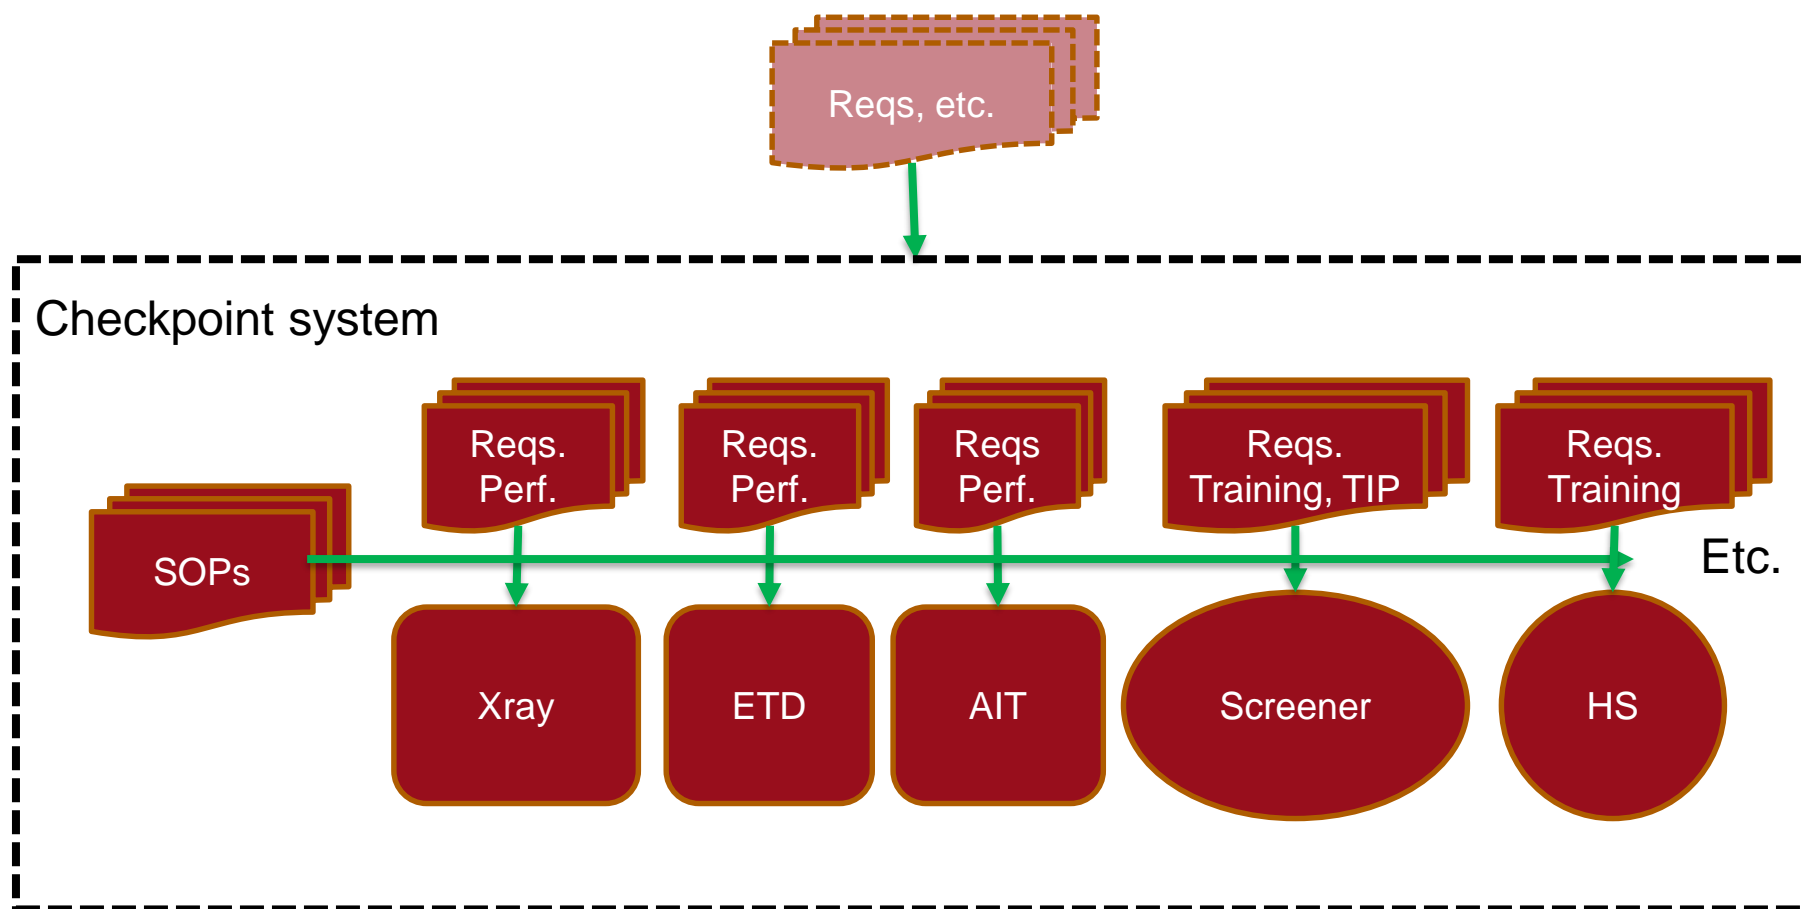 Reqs, etc.
Checkpoint system
Reqs.
Perf.
Reqs.
Perf.
Reqs
Perf.
Reqs.
Training, TIP
Reqs.
Training
SOPs
Etc.
Xray
ETD
AIT
Screener
HS